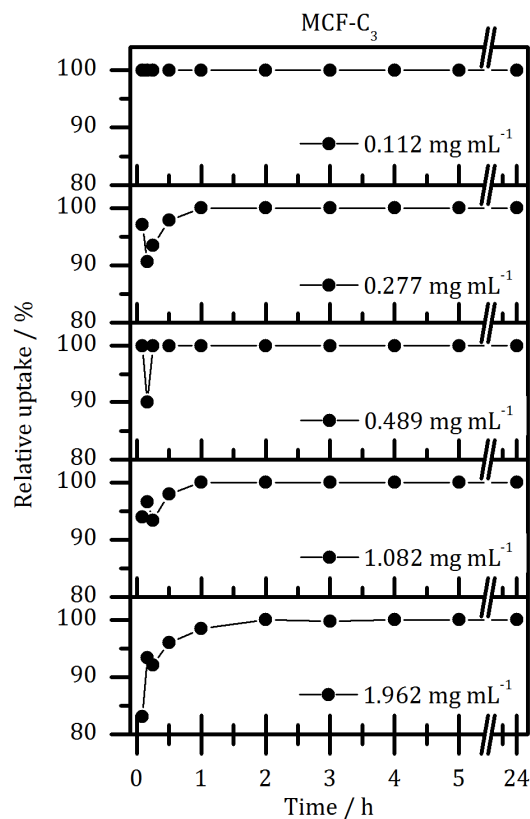 MCF-C₃
100
90
0.112 mg mL⁻¹
80
100
90
0.277 mg mL⁻¹
80
100
Relative uptake / %
90
0.489 mg mL⁻¹
80
100
90
1.082 mg mL⁻¹
80
100
90
1.962 mg mL⁻¹
80
0 1 2 3 4 5 24
Time / h